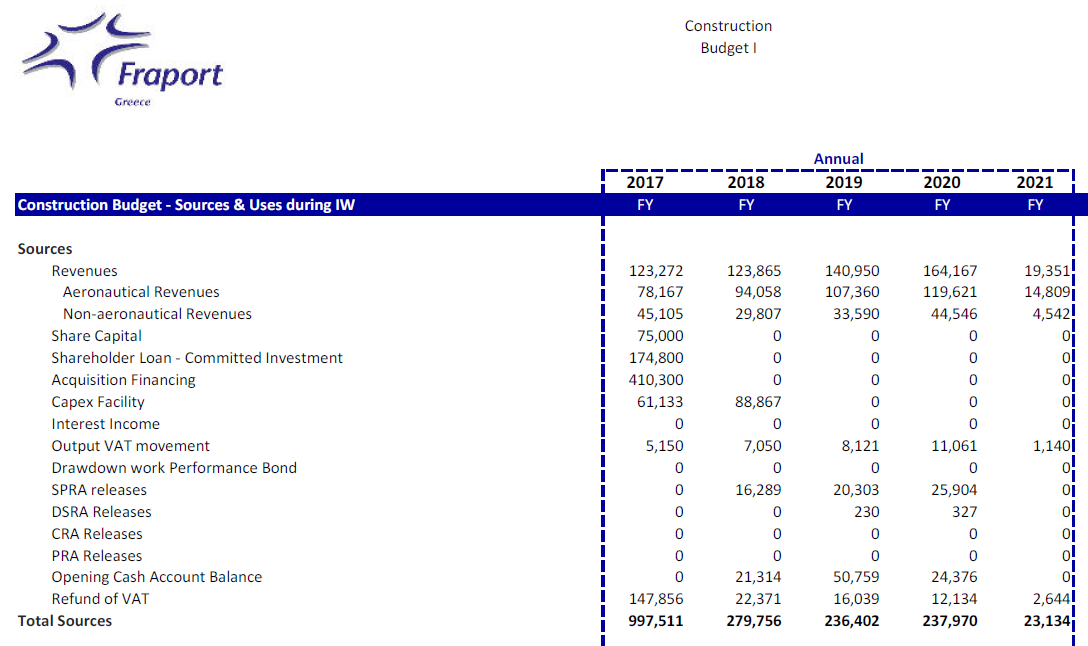 Fraport
Greece
Construction
Budget I
Annual
2017 2018 2019 2020 2021
Construction Budget - Sources & Uses during IW FY FY FY FY FY
Sources
Revenues 123,272 123,865 140,950 164,167 19,351
Aeronautical Revenues 78,167 94,058 107,360 119,621 14,809
Non-aeronautical Revenues 45,105 29,807 33,590 44,546 4,542
Share Capital 75,000 0 0 0 0
Shareholder Loan - Committed Investment 174,800 0 0 0 0
Acquisition Financing 410,300 0 0 0 0
Capex Facility 61,133 88,867 0 0 0
Interest Income 0 0 0 0 0
Output VAT movement 5,150 7,050 8,121 11,061 1,140
Drawdown work Performance Bond 0 0 0 0 0
SPRA releases 0 16,289 20,303 25,904 0
DSRA Releases 0 0 230 327 0
CRA Releases 0 0 0 0 0
PRA Releases 0 0 0 0 0
Opening Cash Account Balance 0 21,314 50,759 24,376 0
Refund of VAT 147,856 22,371 16,039 12,134 2,644
Total Sources 997,511 279,756 236,402 237,970 23,134